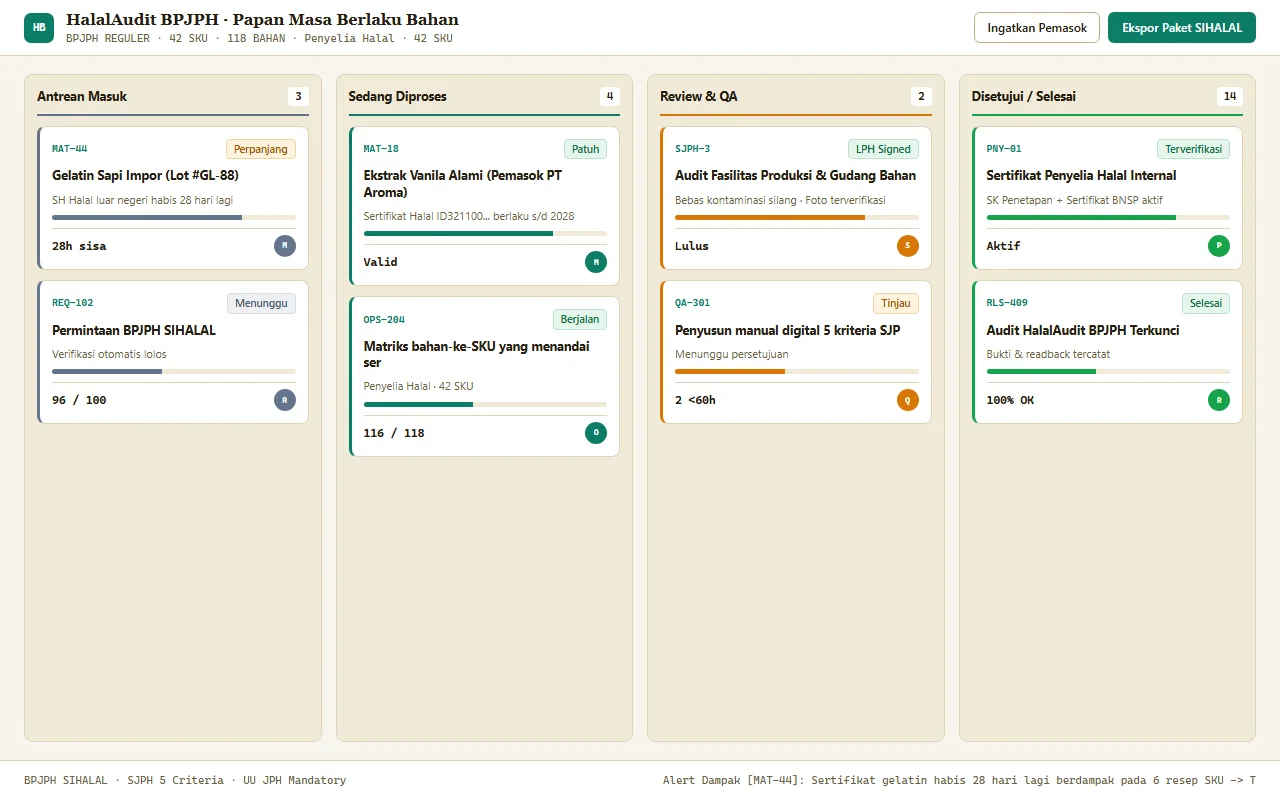 HB
HalalAudit BPJPH · Papan Masa Berlaku Bahan
BPJPH REGULER · 42 SKU · 118 BAHAN · Penyelia Halal · 42 SKU
Ingatkan Pemasok
Ekspor Paket SIHALAL
Antrean Masuk
3
MAT-44
Perpanjang
Gelatin Sapi Impor (Lot #GL-88)
SH Halal luar negeri habis 28 hari lagi
28h sisa
M
REQ-102
Menunggu
Permintaan BPJPH SIHALAL
Verifikasi otomatis lolos
96 / 100
R
Sedang Diproses
4
MAT-18
Patuh
Ekstrak Vanila Alami (Pemasok PT
Aroma)
Sertifikat Halal ID321100... berlaku s/d 2028
Valid
M
OPS-204
Berjalan
Matriks bahan-ke-SKU yang menandai
ser
Penyelia Halal · 42 SKU
116 / 118
O
Review & QA
2
SJPH-3
LPH Signed
Audit Fasilitas Produksi & Gudang Bahan
Bebas kontaminasi silang · Foto terverifikasi
Lulus
S
QA-301
Tinjau
Penyusun manual digital 5 kriteria SJP
Menunggu persetujuan
2 <60h
Q
Disetujui / Selesai
14
PNY-01
Terverifikasi
Sertifikat Penyelia Halal Internal
SK Penetapan + Sertifikat BNSP aktif
Aktif
P
RLS-409
Selesai
Audit HalalAudit BPJPH Terkunci
Bukti & readback tercatat
100% OK
R
BPJPH SIHALAL · SJPH 5 Criteria · UU JPH Mandatory
Alert Dampak [MAT-44]: Sertifikat gelatin habis 28 hari lagi berdampak pada 6 resep SKU -> T